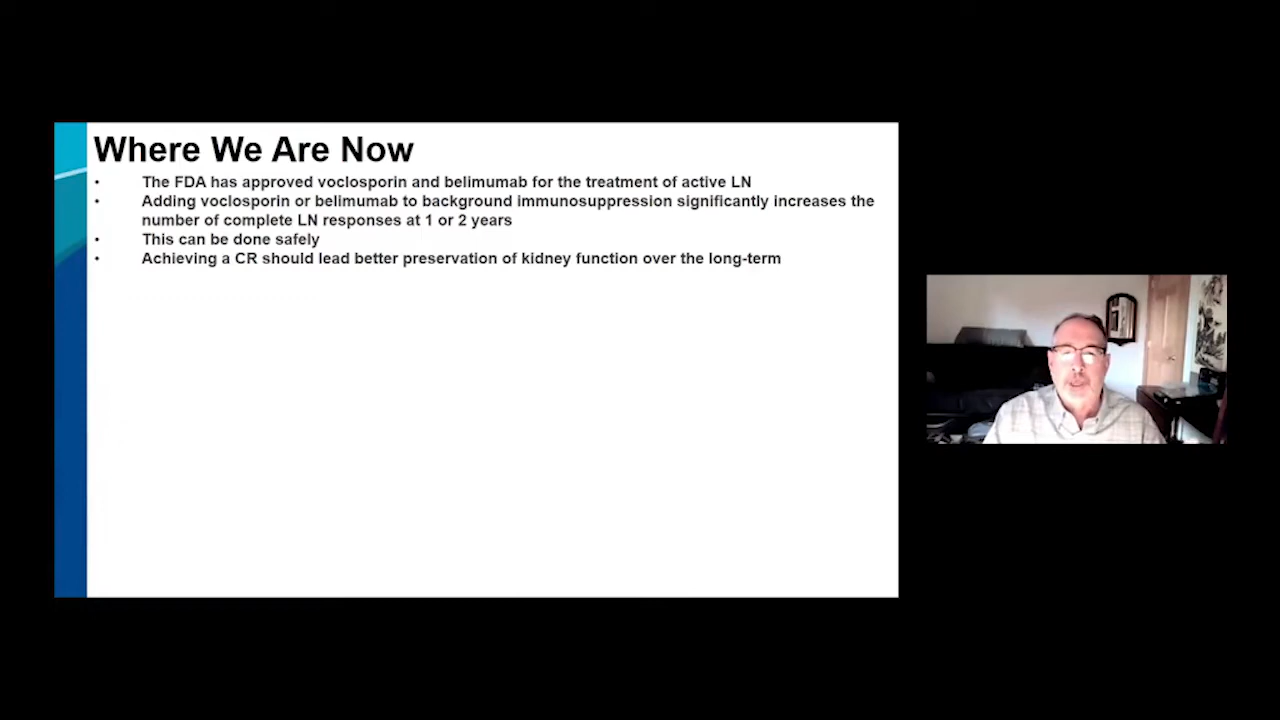 Where We Are Now
• The FDA has approved voclosporin and belimumab for the treatment of active LN
• Adding voclosporin or belimumab to background immunosuppression significantly increases the
number of complete LN responses at 1 or 2 years
• This can be done safely
• Achieving a CR should lead better preservation of kidney function over the long-term